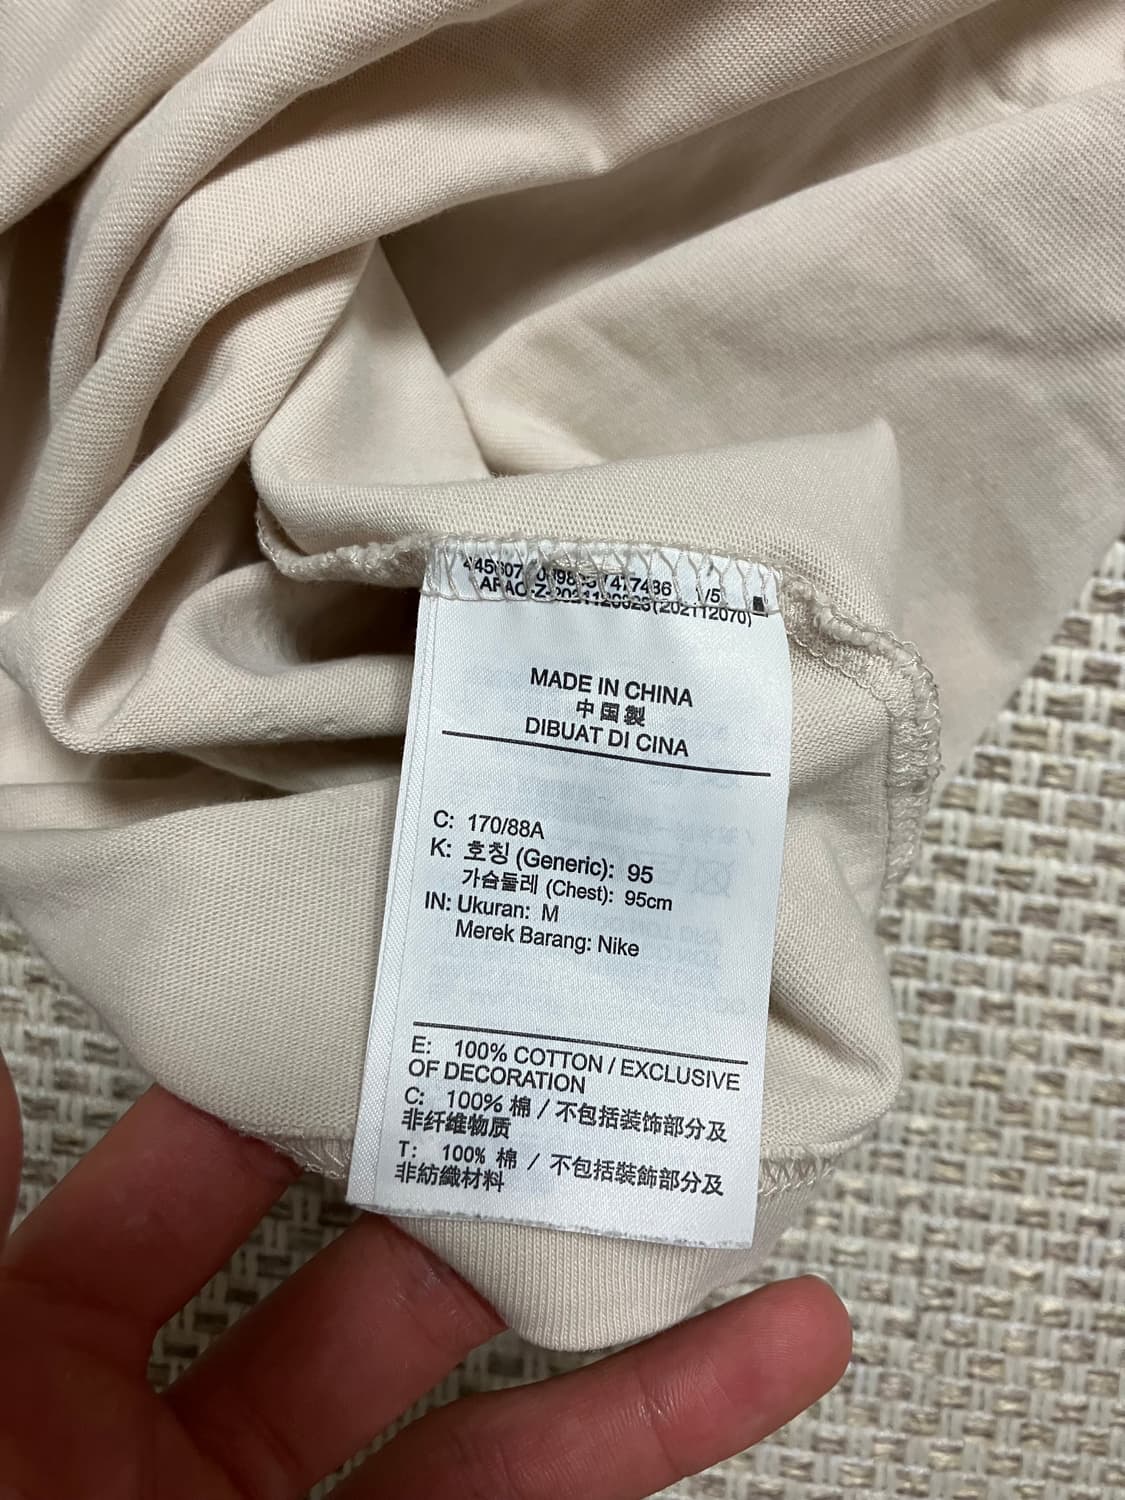 (202112070)
MADE IN CHINA
中国製
DIBUAT DI CINA
C: 170/88A
K: 호칭 (Generic): 95
가슴둘레 (Chest): 95cm
IN: Ukuran: M
Merek Barang: Nike
E: 100% COTTON / EXCLUSIVE
OF DECORATION
C: 100% 棉 / 不包括装饰部分及
非纤维物质
T: 100% 棉 / 不包括裝飾部分及
非紡織材料